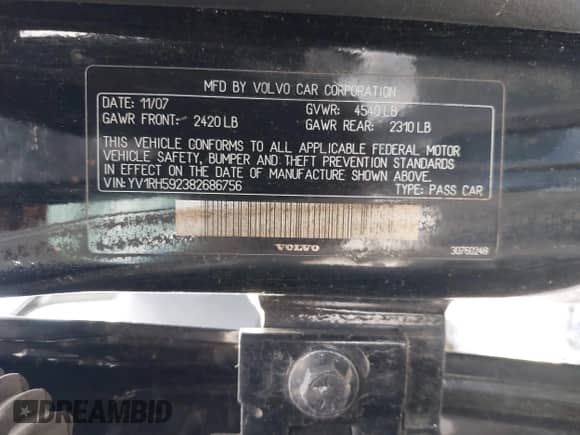 MFD BY VOLVO CAR CORPORATION
DATE: 11/07 GVWR: 4540 LB
GAWR FRONT: 2420 LB GAWR REAR: 2310 LB
THIS VEHICLE CONFORMS TO ALL APPLICABLE FEDERAL MOTOR
VEHICLE SAFETY, BUMPER AND THEFT PREVENTION STANDARDS
IN EFFECT ON THE DATE OF MANUFACTURE SHOWN ABOVE.
VIN: YV1RH592382686756 TYPE: PASS CAR
VOLVO 30760248
DREAMBID